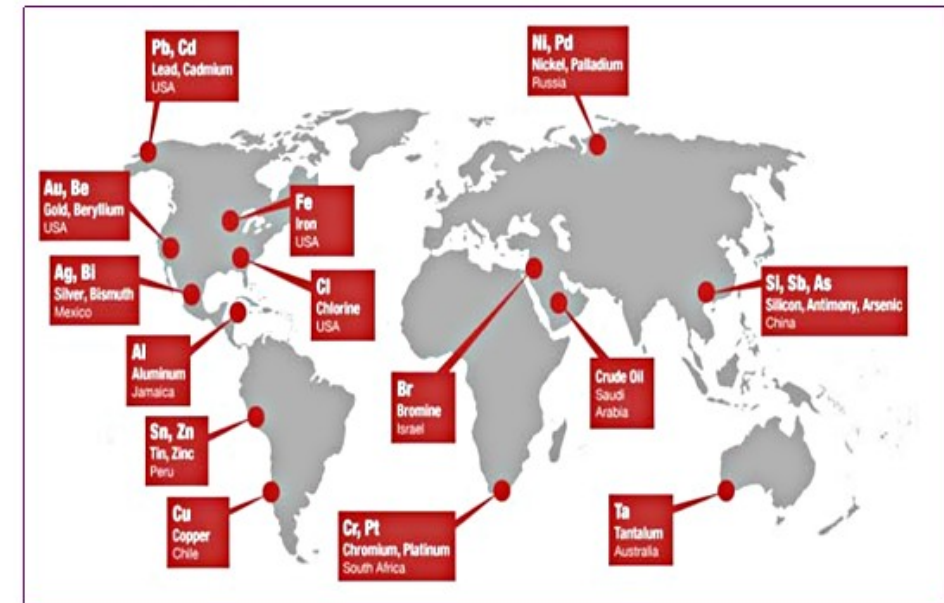 Pb, Cd
Lead, Cadmium
USA
Ni, Pd
Nickel, Palladium
Russia
Au, Be
Gold, Beryllium
USA
Fe
Iron
USA
Ag, Bi
Silver, Bismuth
Mexico
Cl
Chlorine
USA
Si, Sb, As
Silicon, Antimony, Arsenic
China
Al
Aluminum
Jamaica
Br
Bromine
Israel
Crude Oil
Saudi
Arabia
Sn, Zn
Tin, Zinc
Peru
Cu
Copper
Chile
Cr, Pt
Chromium, Platinum
South Africa
Ta
Tantalum
Australia